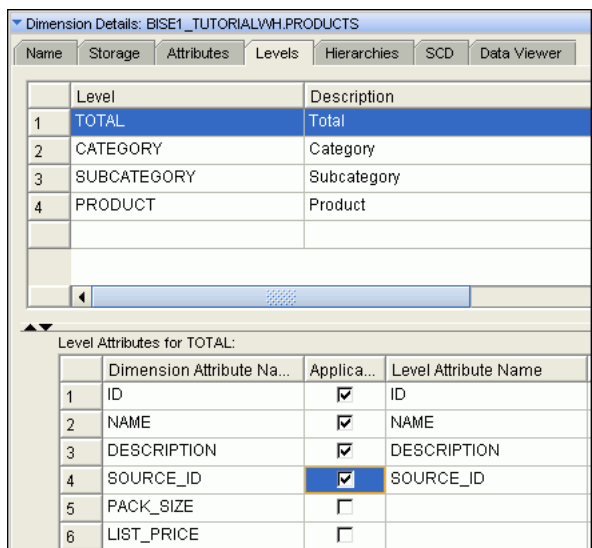 Dimension Details: BISE1_TUTORIALWH.PRODUCTS
Name Storage Attributes Levels Hierarchies SCD Data Viewer
Level Description
1 TOTAL Total
2 CATEGORY Category
3 SUBCATEGORY Subcategory
4 PRODUCT Product
Level Attributes for TOTAL:
Dimension Attribute Na... Applica... Level Attribute Name
1 ID ID
2 NAME NAME
3 DESCRIPTION DESCRIPTION
4 SOURCE_ID SOURCE_ID
5 PACK_SIZE
6 LIST_PRICE